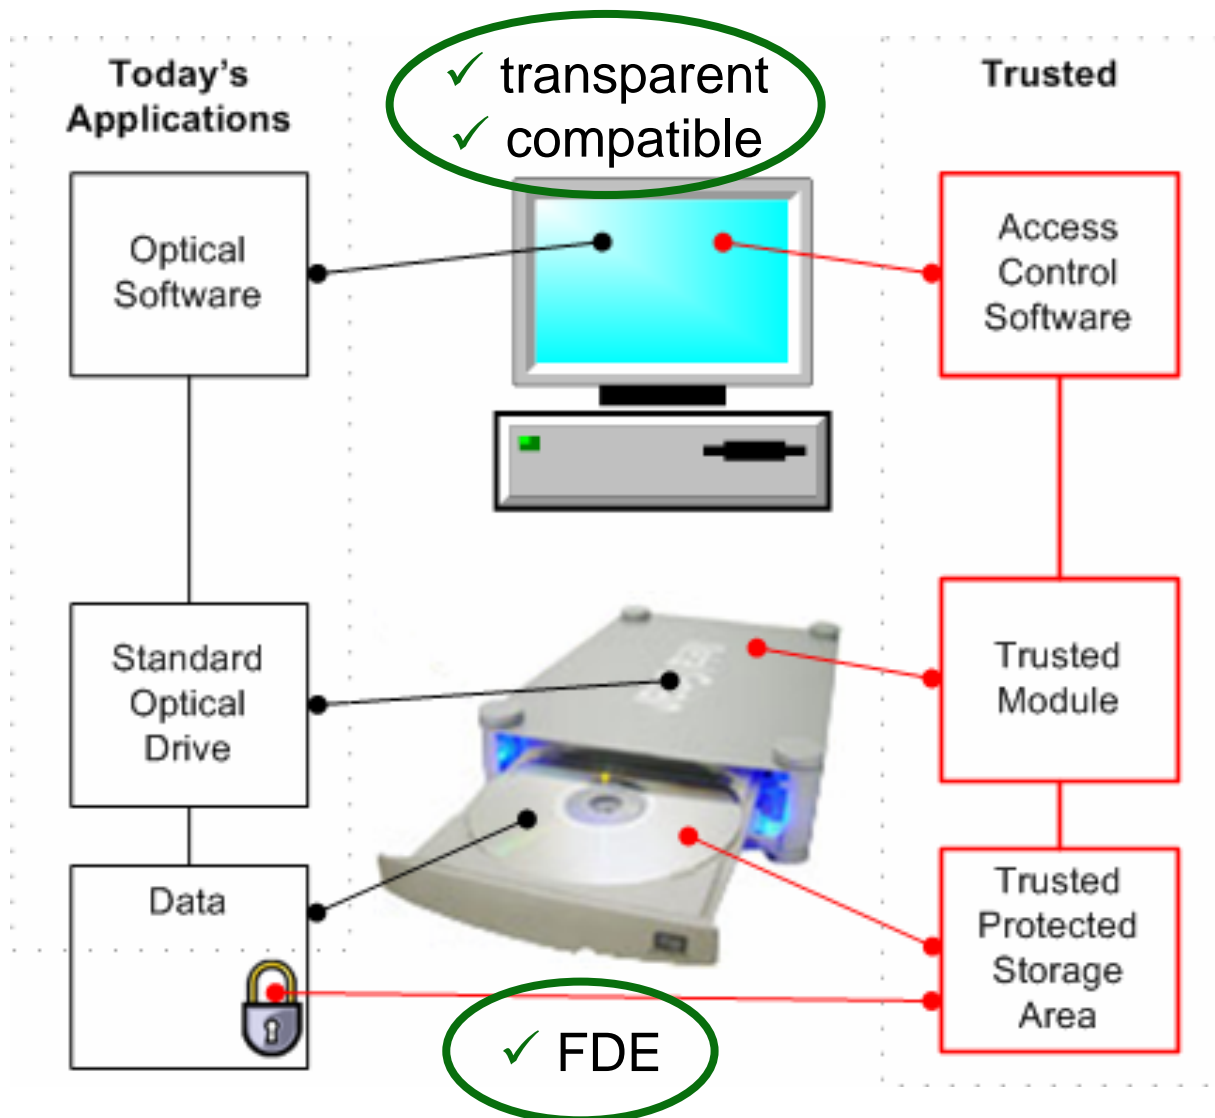 Today's
Applications
✓ transparent
✓ compatible
Trusted
Optical
Software
Access
Control
Software
Standard
Optical
Drive
Trusted
Module
Data
Trusted
Protected
Storage
Area
✓ FDE